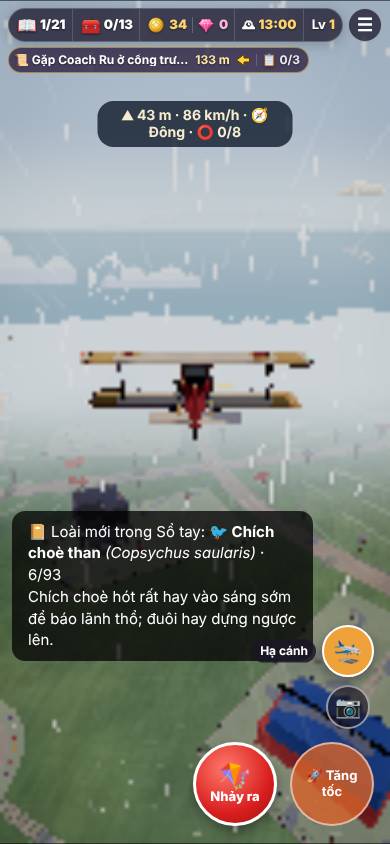 1/21 0/13 34 0 13:00 Lv 1
Gặp Coach Ru ở cổng trư... 133 m 0/3
▲ 43 m · 86 km/h ·
Đông · 0/8
Loài mới trong Sổ tay: Chích
choè than (Copsychus saularis) ·
6/93
Chích choè hót rất hay vào sáng sớm
để báo lãnh thổ; đuôi hay dựng ngược
lên.
Hạ cánh
Nhảy ra
Tăng
tốc